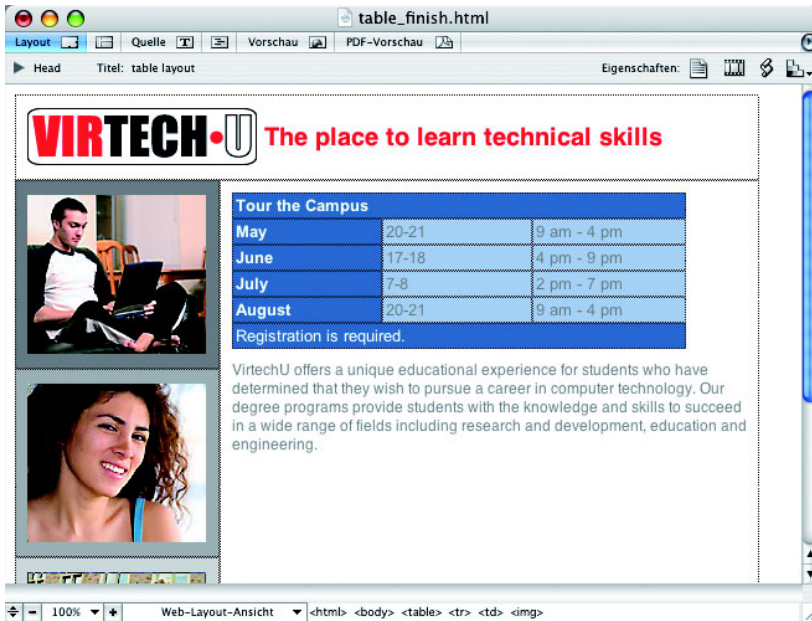 table_finish.html
Layout Quelle Vorschau PDF-Vorschau
Head Titel: table layout Eigenschaften:
VIRTECH•U The place to learn technical skills
Tour the Campus
May 20-21 9 am - 4 pm
June 17-18 4 pm - 9 pm
July 7-8 2 pm - 7 pm
August 20-21 9 am - 4 pm
Registration is required.
VirtechU offers a unique educational experience for students who have
determined that they wish to pursue a career in computer technology. Our
degree programs provide students with the knowledge and skills to succeed
in a wide range of fields including research and development, education and
engineering.
100% Web-Layout-Ansicht <html> <body> <table> <tr> <td> <img>